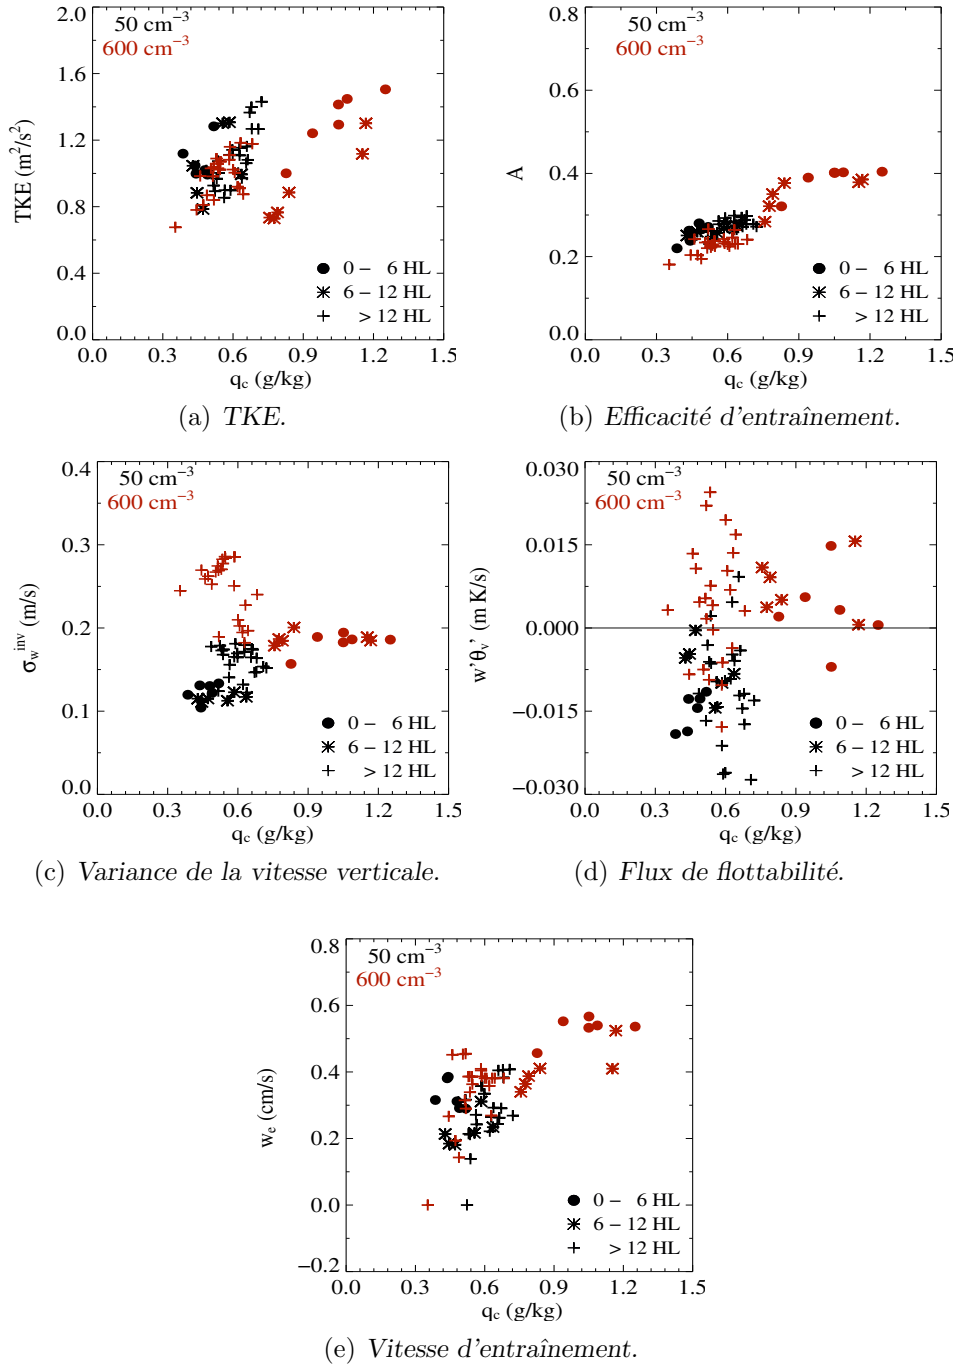 50 cm⁻³
600 cm⁻³
TKE (m²/s²)
2.0
1.6
1.2
0.8
0.4
0.0
0 – 6 HL
6 – 12 HL
> 12 HL
0.0 0.3 0.6 0.9 1.2 1.5
q_c (g/kg)
(a) TKE.
50 cm⁻³
600 cm⁻³
A
0.8
0.6
0.4
0.2
0.0
0 – 6 HL
6 – 12 HL
> 12 HL
0.0 0.3 0.6 0.9 1.2 1.5
q_c (g/kg)
(b) Efficacité d'entraînement.
50 cm⁻³
600 cm⁻³
σ_w^inv (m/s)
0.4
0.3
0.2
0.1
0.0
0 – 6 HL
6 – 12 HL
> 12 HL
0.0 0.3 0.6 0.9 1.2 1.5
q_c (g/kg)
(c) Variance de la vitesse verticale.
50 cm⁻³
600 cm⁻³
w'θ_v' (m K/s)
0.030
0.015
0.000
−0.015
−0.030
0 – 6 HL
6 – 12 HL
> 12 HL
0.0 0.3 0.6 0.9 1.2 1.5
q_c (g/kg)
(d) Flux de flottabilité.
50 cm⁻³
600 cm⁻³
w_e (cm/s)
0.8
0.6
0.4
0.2
0.0
−0.2
0 – 6 HL
6 – 12 HL
> 12 HL
0.0 0.3 0.6 0.9 1.2 1.5
q_c (g/kg)
(e) Vitesse d'entraînement.